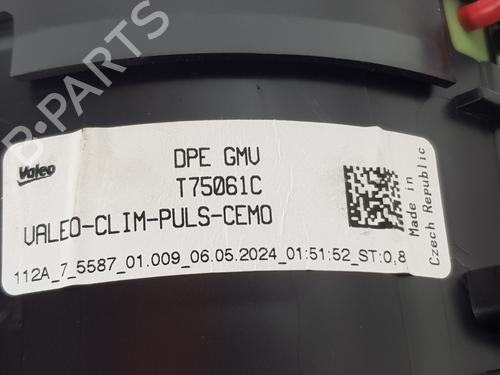 B-PARTS
Valeo
DPE GMV
T75061C
VALEO-CLIM-PULS-CEMO
112A_7_5587_01.009_06.05.2024_01:51:52_ST:0,8
Made in
Czech Republic